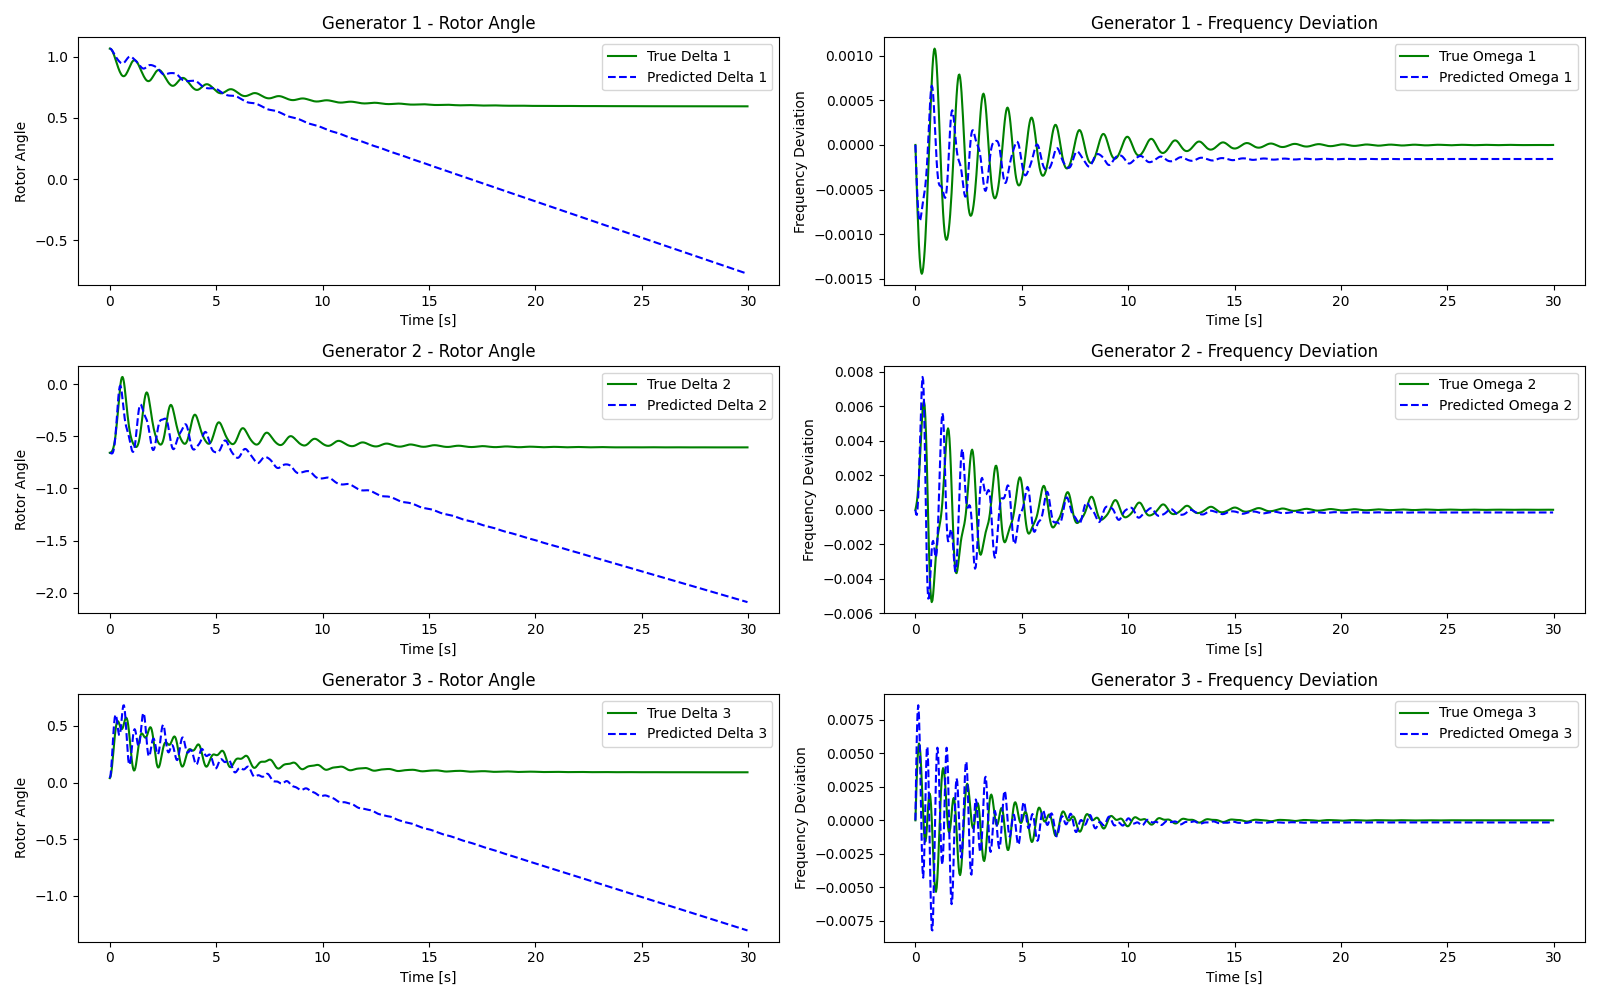 Generator 1 - Rotor Angle
True Delta 1
Predicted Delta 1
1.0
0.5
0.0
−0.5
Rotor Angle
0
5
10
15
20
25
30
Time [s]
Generator 1 - Frequency Deviation
True Omega 1
Predicted Omega 1
0.0010
0.0005
0.0000
−0.0005
−0.0010
−0.0015
Frequency Deviation
0
5
10
15
20
25
30
Time [s]
Generator 2 - Rotor Angle
True Delta 2
Predicted Delta 2
0.0
−0.5
−1.0
−1.5
−2.0
Rotor Angle
0
5
10
15
20
25
30
Time [s]
Generator 2 - Frequency Deviation
True Omega 2
Predicted Omega 2
0.008
0.006
0.004
0.002
0.000
−0.002
−0.004
−0.006
Frequency Deviation
0
5
10
15
20
25
30
Time [s]
Generator 3 - Rotor Angle
True Delta 3
Predicted Delta 3
0.5
0.0
−0.5
−1.0
Rotor Angle
0
5
10
15
20
25
30
Time [s]
Generator 3 - Frequency Deviation
True Omega 3
Predicted Omega 3
0.0075
0.0050
0.0025
0.0000
−0.0025
−0.0050
−0.0075
Frequency Deviation
0
5
10
15
20
25
30
Time [s]